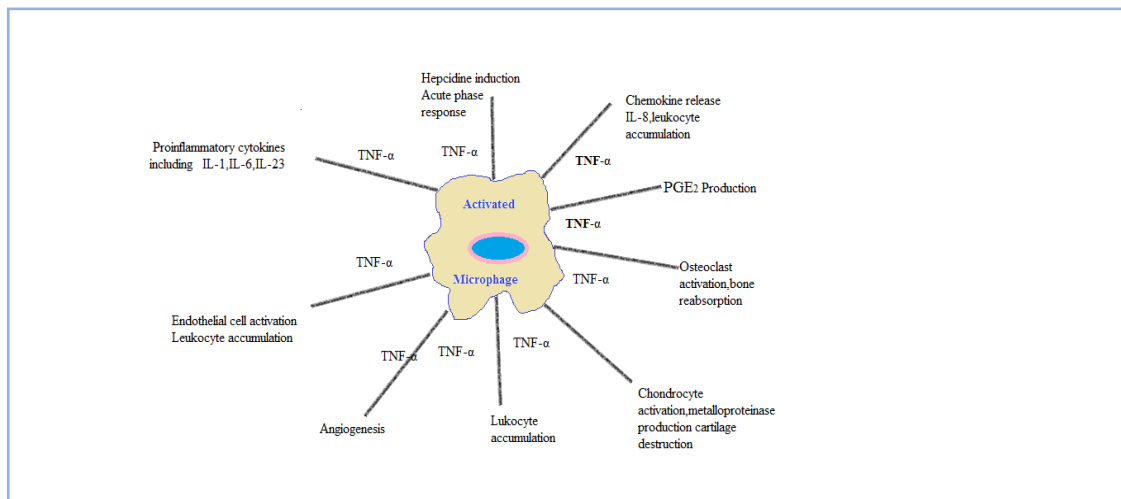 Hepcidine induction
Acute phase
response
Chemokine release
IL-8,leukocyte
accumulation
Proinflammatory cytokines
including IL-1,IL-6,IL-23
TNF-α
TNF-α
TNF-α
PGE2 Production
Activated
TNF-α
Microphage
TNF-α
TNF-α
Osteoclast
activation,bone
reabsorption
Endothelial cell activation
Leukocyte accumulation
TNF-α
TNF-α
TNF-α
Angiogenesis
Lukocyte
accumulation
Chondrocyte
activation,metalloproteinase
production cartilage
destruction